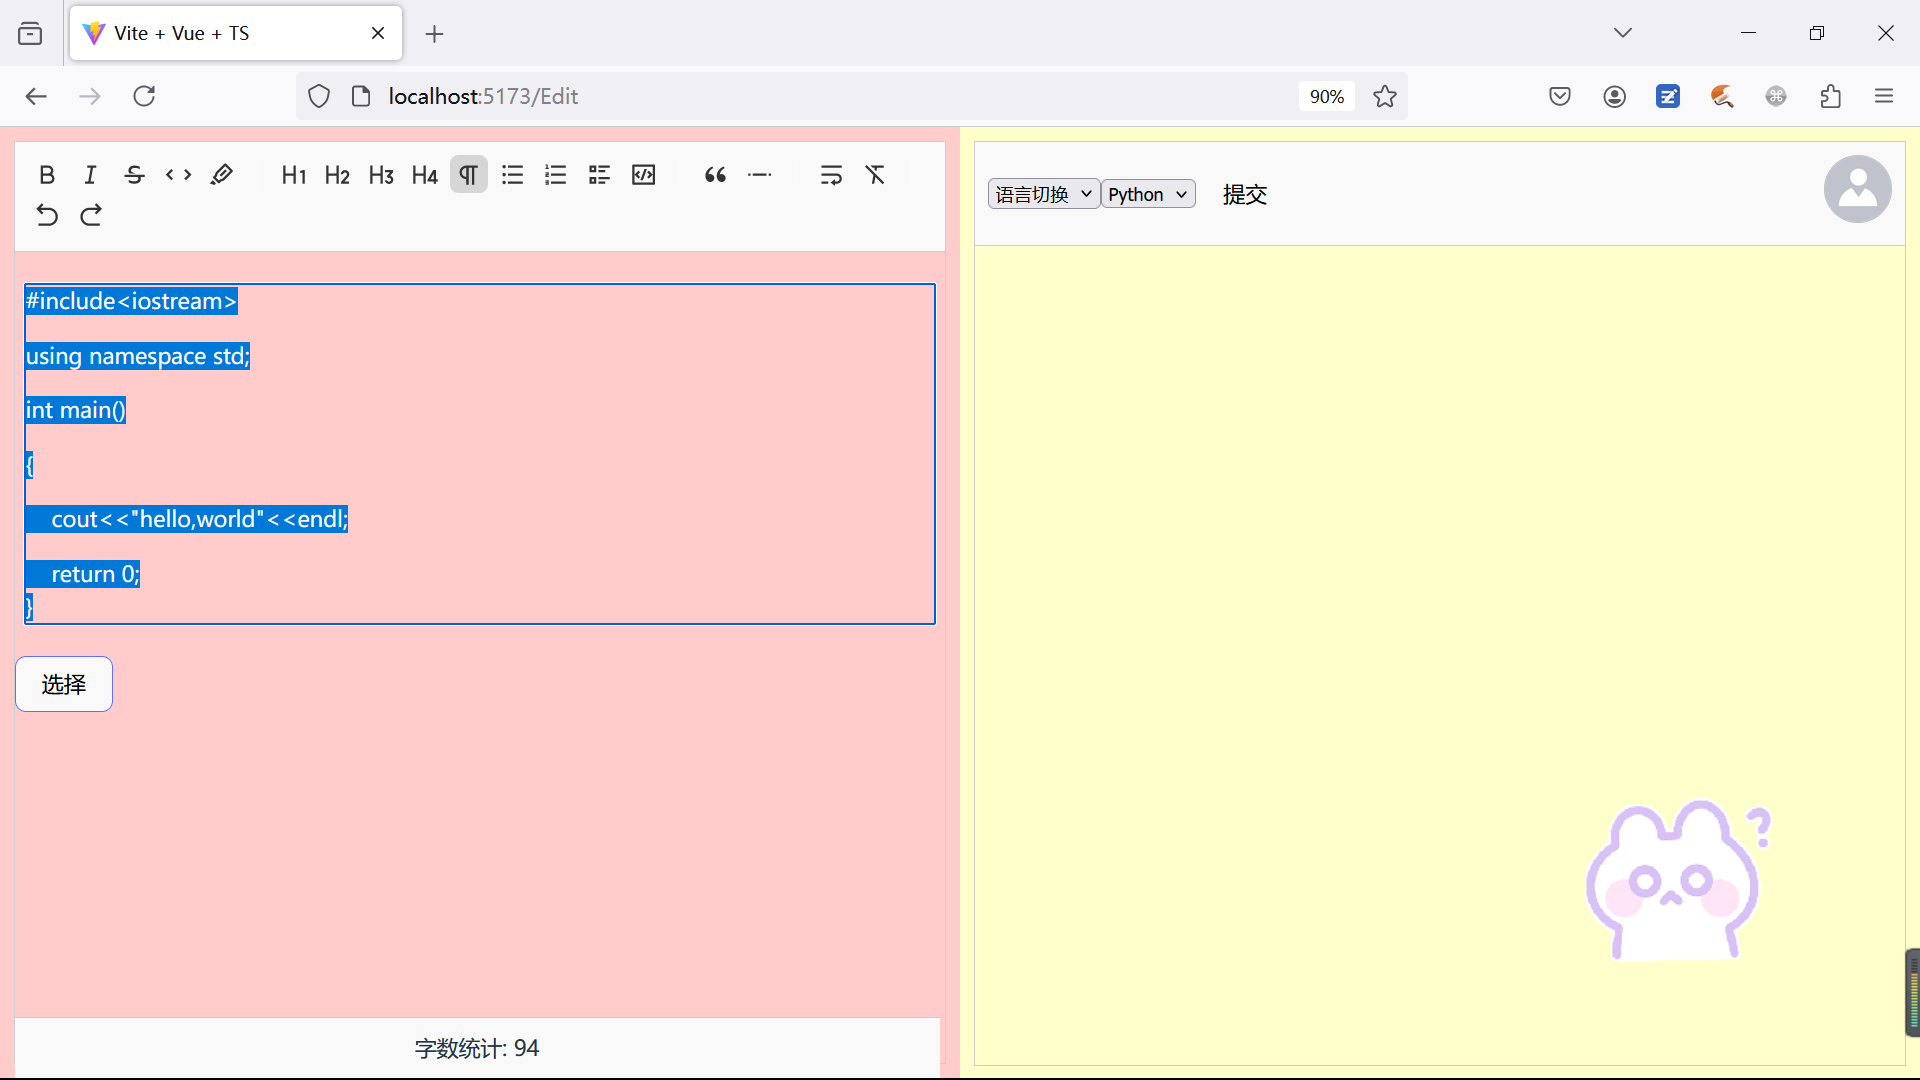 Vite + Vue + TS
localhost:5173/Edit
90%
B I S <> H1 H2 H3 H4
#include<iostream>
using namespace std;
int main()
{
cout<<"hello,world"<<endl;
return 0;
}
选择
字数统计: 94
语言切换 Python 提交
?